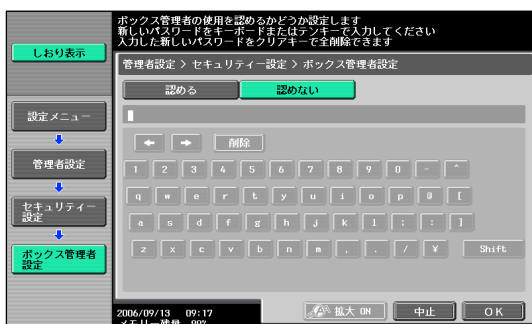 ボックス管理者の使用を認めるかどうか設定します
新しいパスワードをキーボードまたはテンキーで入力してください
入力した新しいパスワードをクリアキーで全削除できます
しおり表示
管理者設定 > セキュリティー設定 > ボックス管理者設定
認める 認めない
設定メニュー
← → 削除
1 2 3 4 5 6 7 8 9 0 - ^
管理者設定
q w e r t y u i o p @ [
セキュリティー
設定
a s d f g h j k l ; : ]
ボックス管理者
設定
z x c v b n m , . / ¥ Shift
2006/09/13 09:17
メモリー残量 99%
拡大 ON 中止 OK